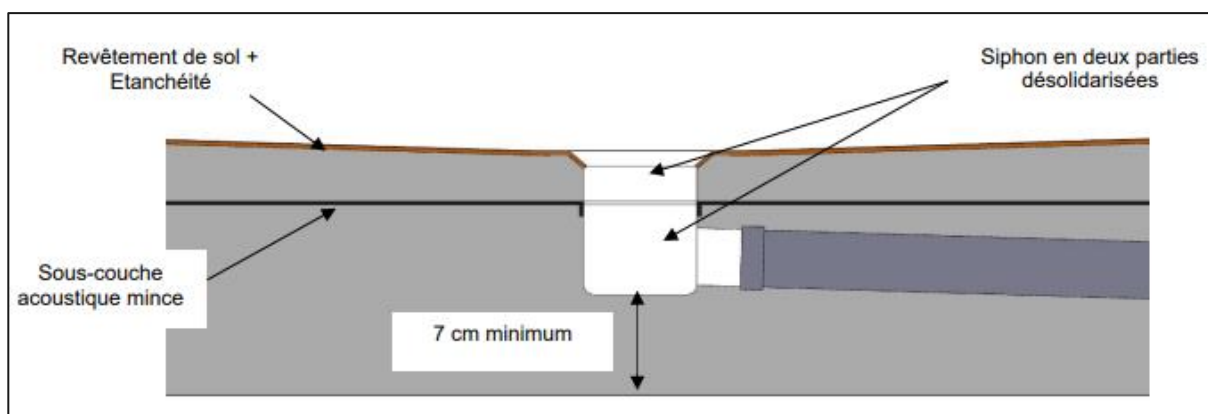 Revêtement de sol +
Etanchéité
Siphon en deux parties
désolidarisées
Sous-couche
acoustique mince
7 cm minimum